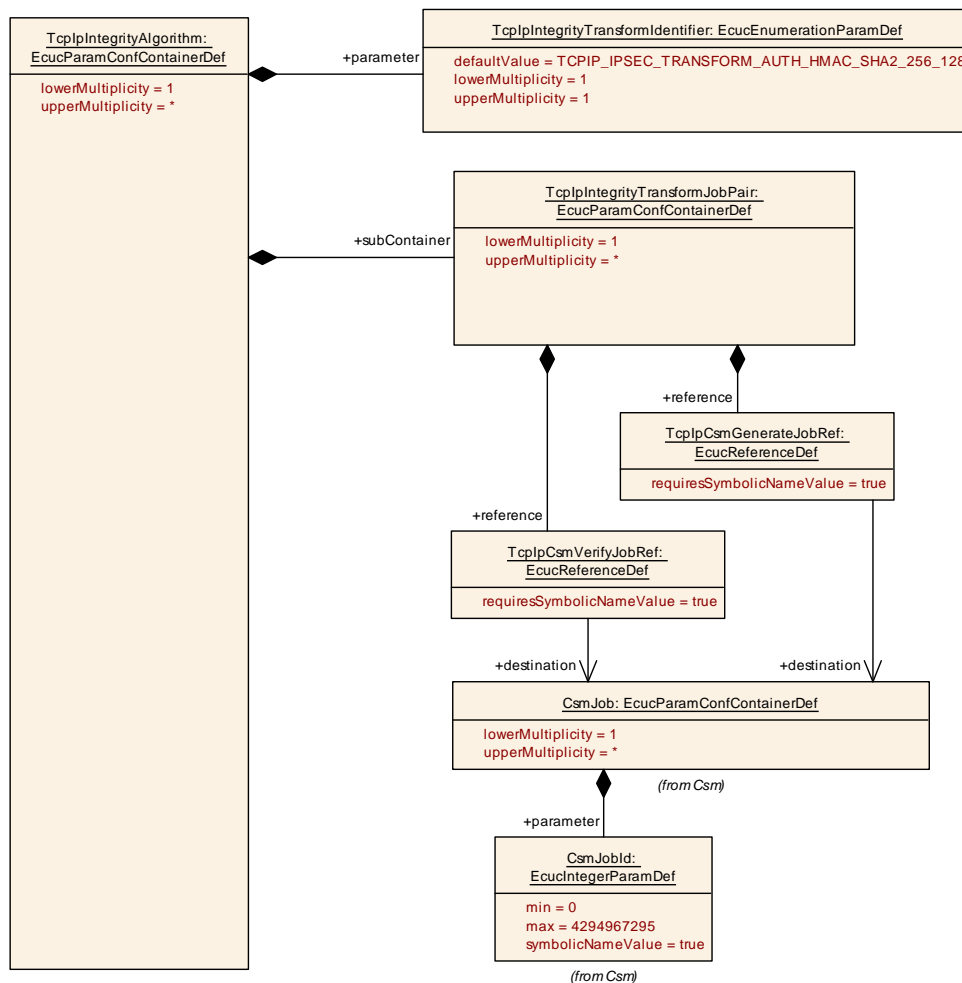 TcpIpIntegrityAlgorithm:
EcucParamConfContainerDef
lowerMultiplicity = 1
upperMultiplicity = *
+parameter
TcpIpIntegrityTransformIdentifier: EcucEnumerationParamDef
defaultValue = TCPIP_IPSEC_TRANSFORM_AUTH_HMAC_SHA2_256_128
lowerMultiplicity = 1
upperMultiplicity = 1
+subContainer
TcpIpIntegrityTransformJobPair:
EcucParamConfContainerDef
lowerMultiplicity = 1
upperMultiplicity = *
+reference
TcpIpCsmGenerateJobRef:
EcucReferenceDef
requiresSymbolicNameValue = true
+reference
TcpIpCsmVerifyJobRef:
EcucReferenceDef
requiresSymbolicNameValue = true
+destination
+destination
CsmJob: EcucParamConfContainerDef
lowerMultiplicity = 1
upperMultiplicity = *
(from Csm)
+parameter
CsmJobId:
EcucIntegerParamDef
min = 0
max = 4294967295
symbolicNameValue = true
(from Csm)